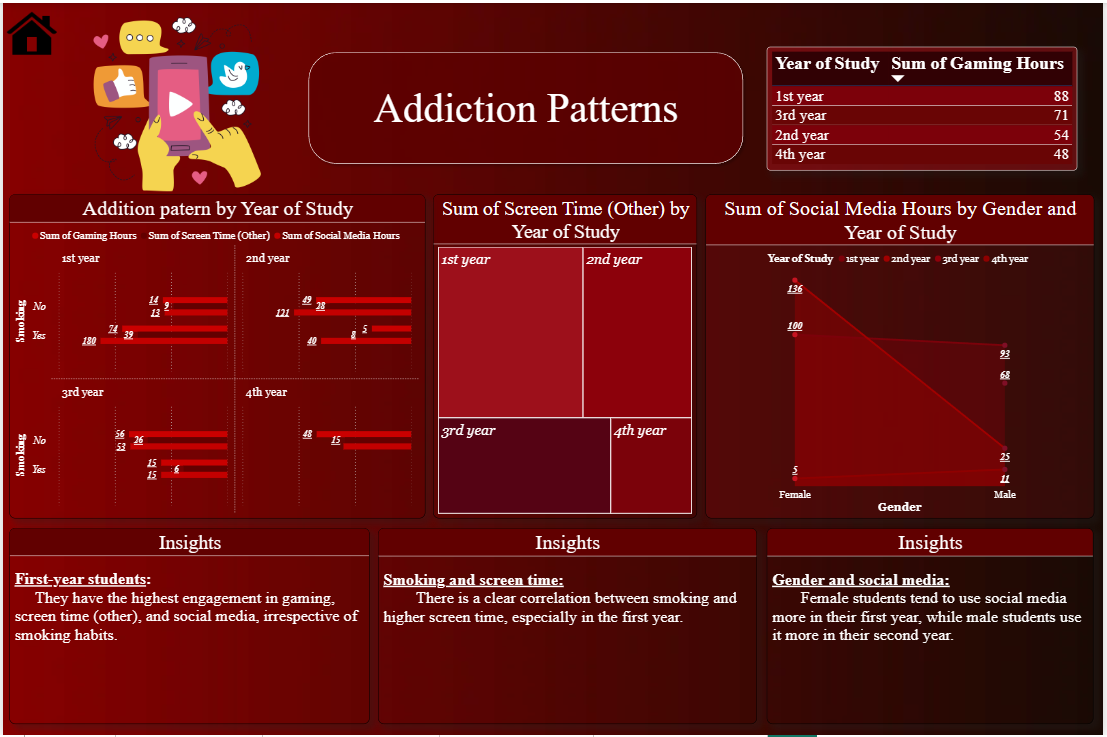 Addiction Patterns
Year of Study Sum of Gaming Hours
1st year 88
3rd year 71
2nd year 54
4th year 48
Addition patern by Year of Study
Sum of Gaming Hours Sum of Screen Time (Other) Sum of Social Media Hours
1st year
2nd year
Smoking
No
14
9
13
49
28
121
Yes
74
39
180
5
8
40
3rd year
4th year
Smoking
No
56
26
53
48
15
Yes
15
6
15
Sum of Screen Time (Other) by
Year of Study
1st year
2nd year
3rd year
4th year
Sum of Social Media Hours by Gender and
Year of Study
Year of Study 1st year 2nd year 3rd year 4th year
136
100
93
68
25
5
11
Female Male
Gender
Insights
First-year students:
They have the highest engagement in gaming,
screen time (other), and social media, irrespective of
smoking habits.
Insights
Smoking and screen time:
There is a clear correlation between smoking and
higher screen time, especially in the first year.
Insights
Gender and social media:
Female students tend to use social media
more in their first year, while male students use
it more in their second year.